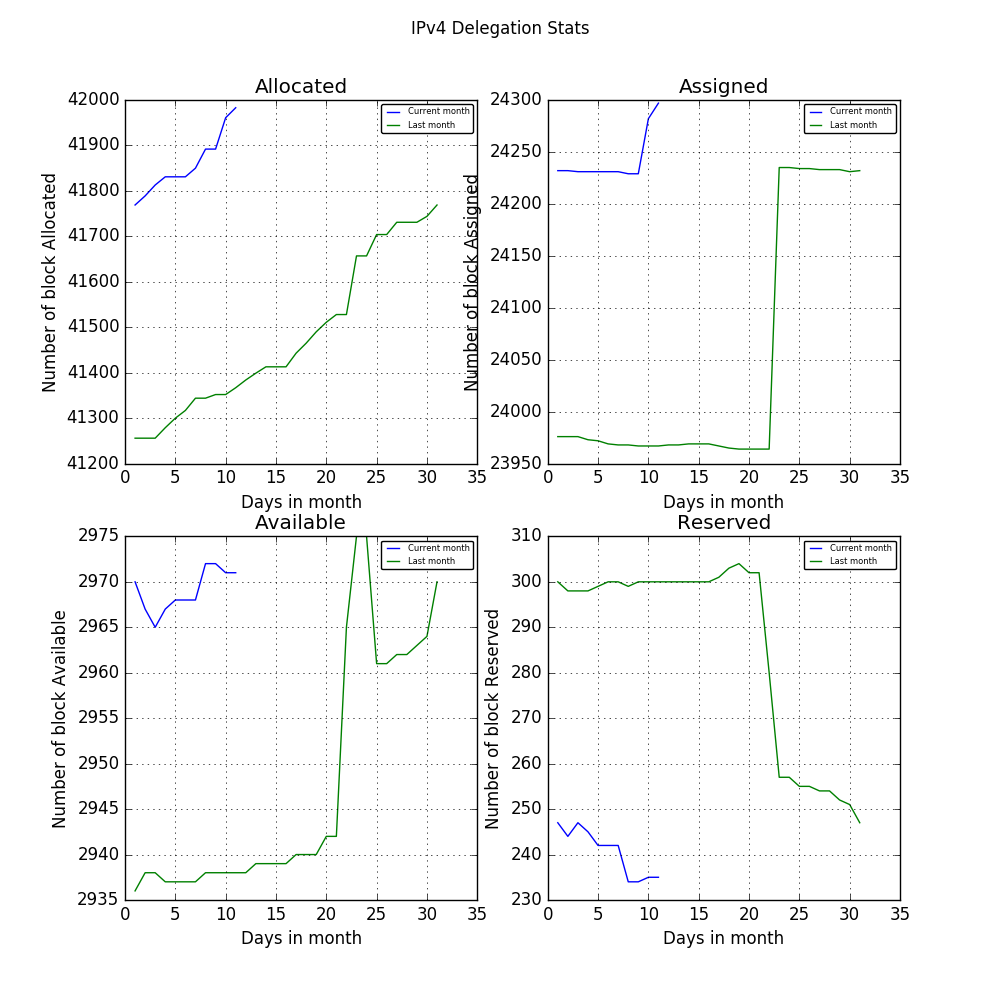 IPv4 Delegation Stats
Allocated
Number of block Allocated
42000
41900
41800
41700
41600
41500
41400
41300
41200
Current month
Last month
0 5 10 15 20 25 30 35
Days in month
Assigned
Number of block Assigned
24300
24250
24200
24150
24100
24050
24000
23950
Current month
Last month
0 5 10 15 20 25 30 35
Days in month
Available
Number of block Available
2975
2970
2965
2960
2955
2950
2945
2940
2935
Current month
Last month
0 5 10 15 20 25 30 35
Days in month
Reserved
Number of block Reserved
310
300
290
280
270
260
250
240
230
Current month
Last month
0 5 10 15 20 25 30 35
Days in month